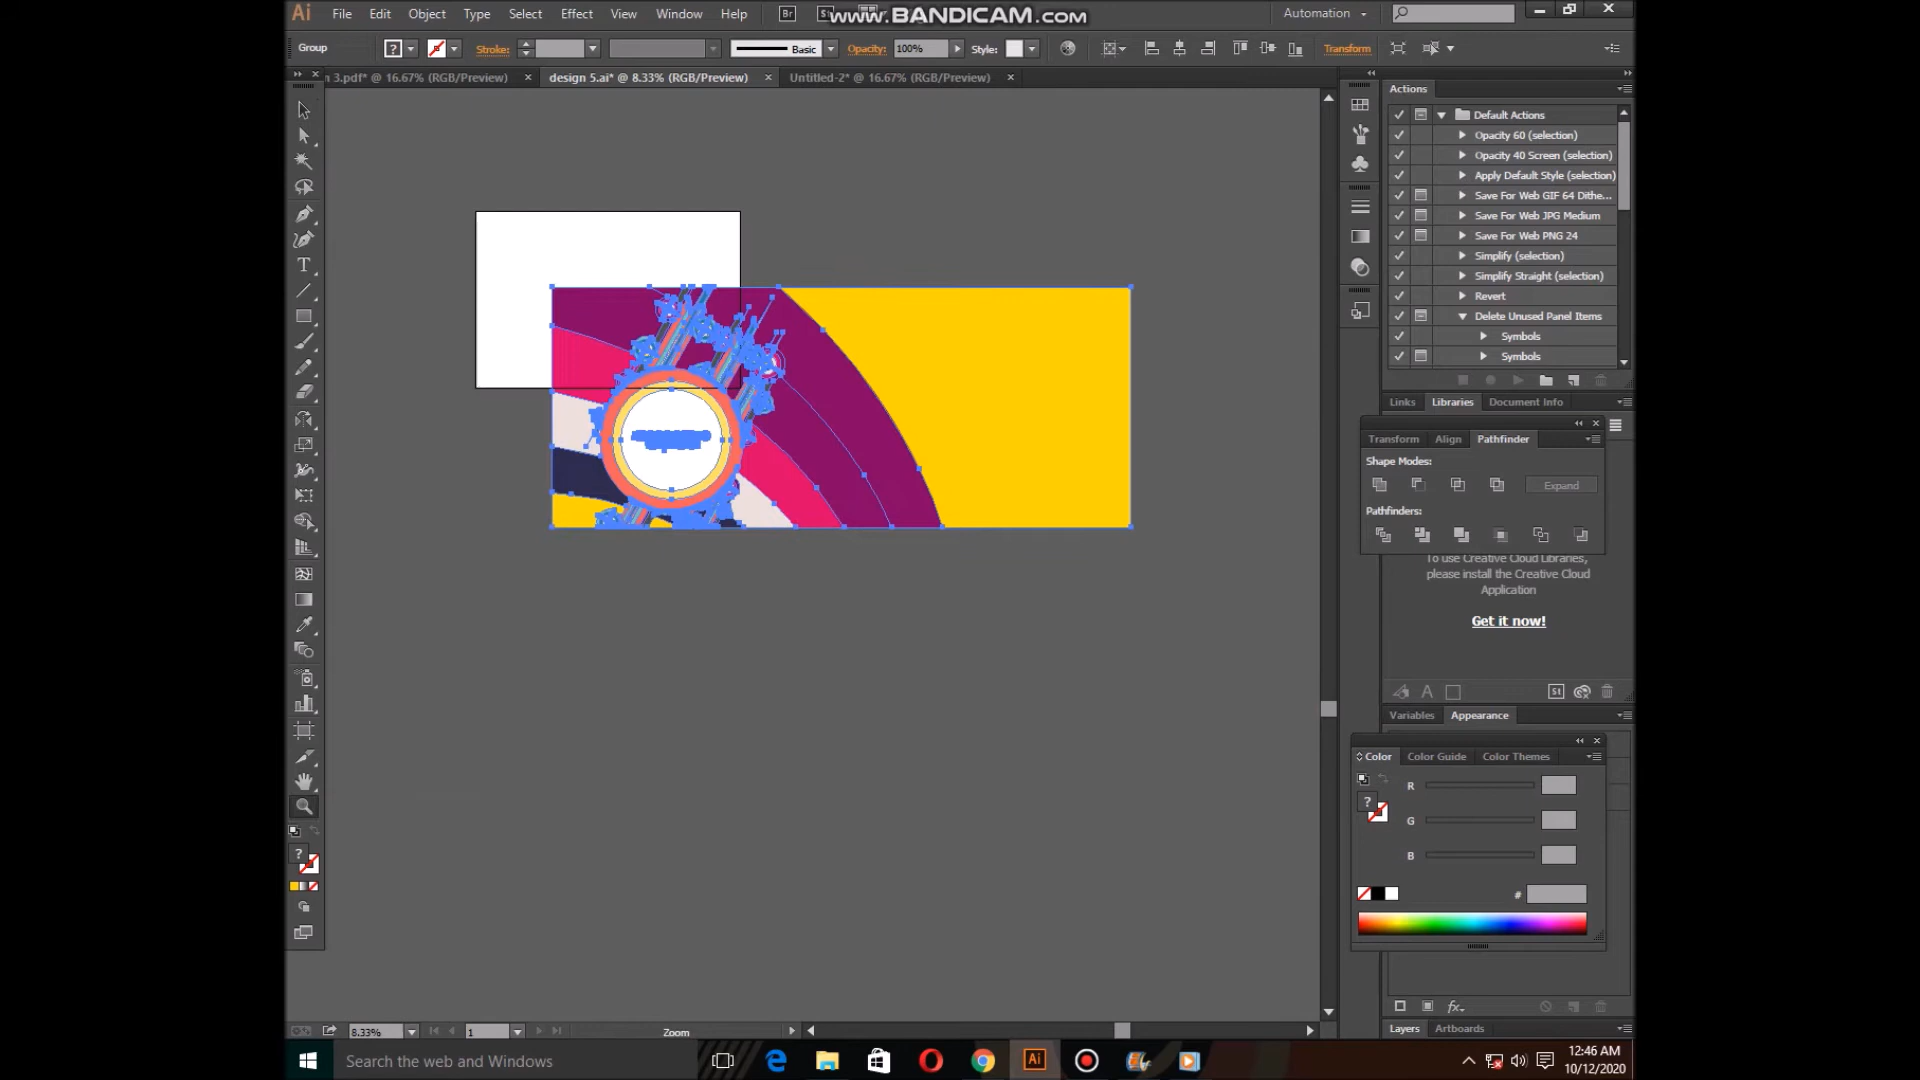 Ai File Edit Object Type Select Effect View Window Help Br St www.BANDICAM.com Automation
Group Stroke: Basic Opacity: 100% Style: Transform
n 3.pdf* @ 16.67% (RGB/Preview) × design 5.ai* @ 8.33% (RGB/Preview) × Untitled-2* @ 16.67% (RGB/Preview) ×
Actions
Default Actions
Opacity 60 (selection)
Opacity 40 Screen (selection)
Apply Default Style (selection)
Save For Web GIF 64 Dithe...
Save For Web JPG Medium
Save For Web PNG 24
Simplify (selection)
Simplify Straight (selection)
Revert
Delete Unused Panel Items
Symbols
Symbols
Links Libraries Document Info
Transform Align Pathfinder
Shape Modes:
Expand
Pathfinders:
To use Creative Cloud Libraries,
please install the Creative Cloud
Application
Get it now!
St
Variables Appearance
Color Color Guide Color Themes
R
G
B
#
fx
Layers Artboards
8.33% 1 Zoom
Search the web and Windows
Ai
12:46 AM
10/12/2020